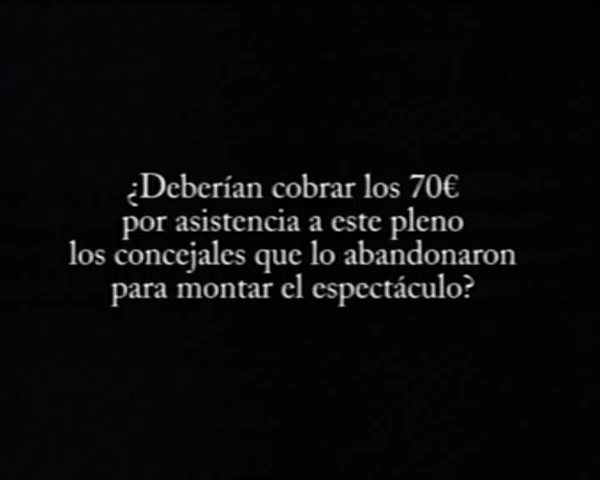 ¿Deberían cobrar los 70€
por asistencia a este pleno
los concejales que lo abandonaron
para montar el espectáculo?